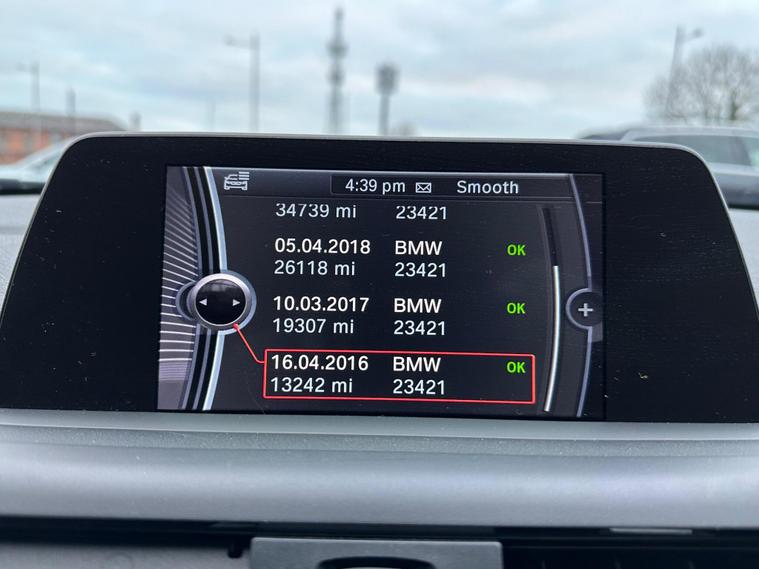 4:39 pm Smooth
34739 mi 23421
05.04.2018 BMW OK
26118 mi 23421
10.03.2017 BMW OK
19307 mi 23421
16.04.2016 BMW OK
13242 mi 23421